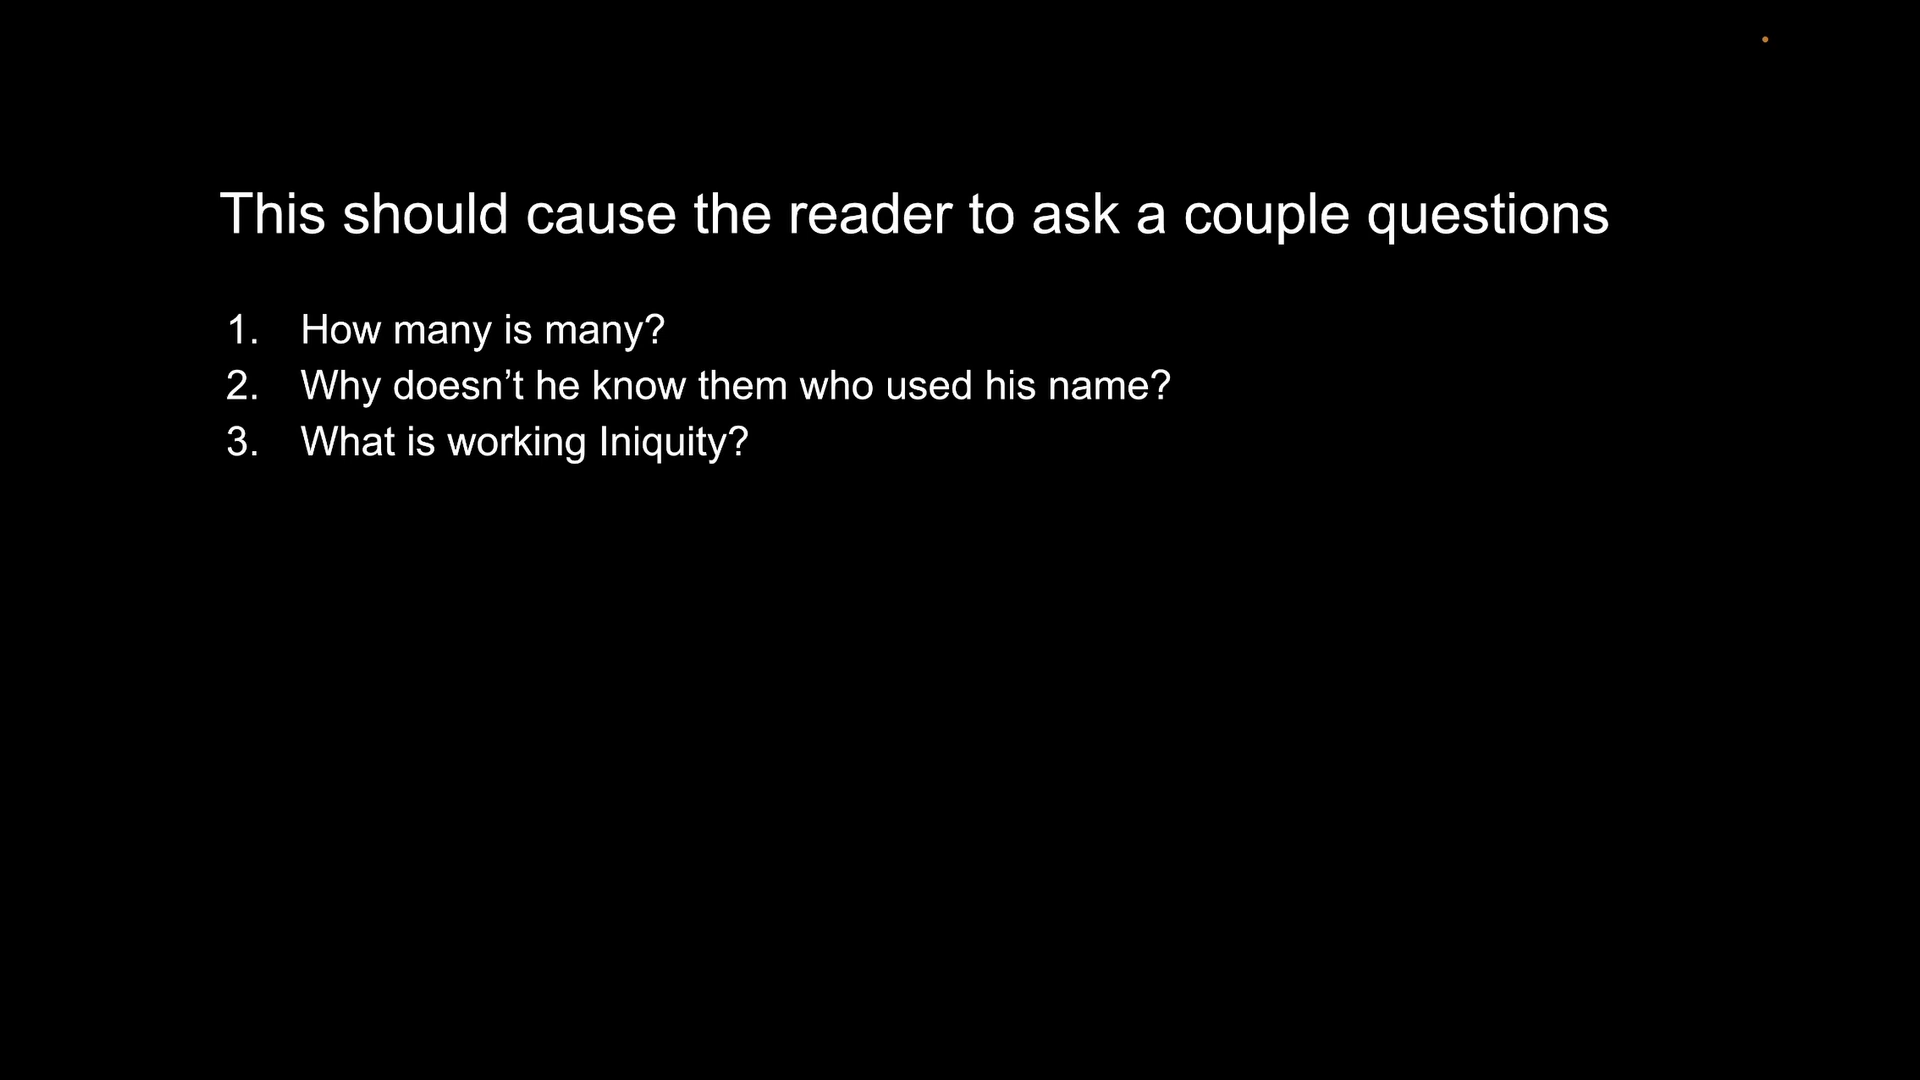 This should cause the reader to ask a couple questions
1. How many is many?
2. Why doesn’t he know them who used his name?
3. What is working Iniquity?